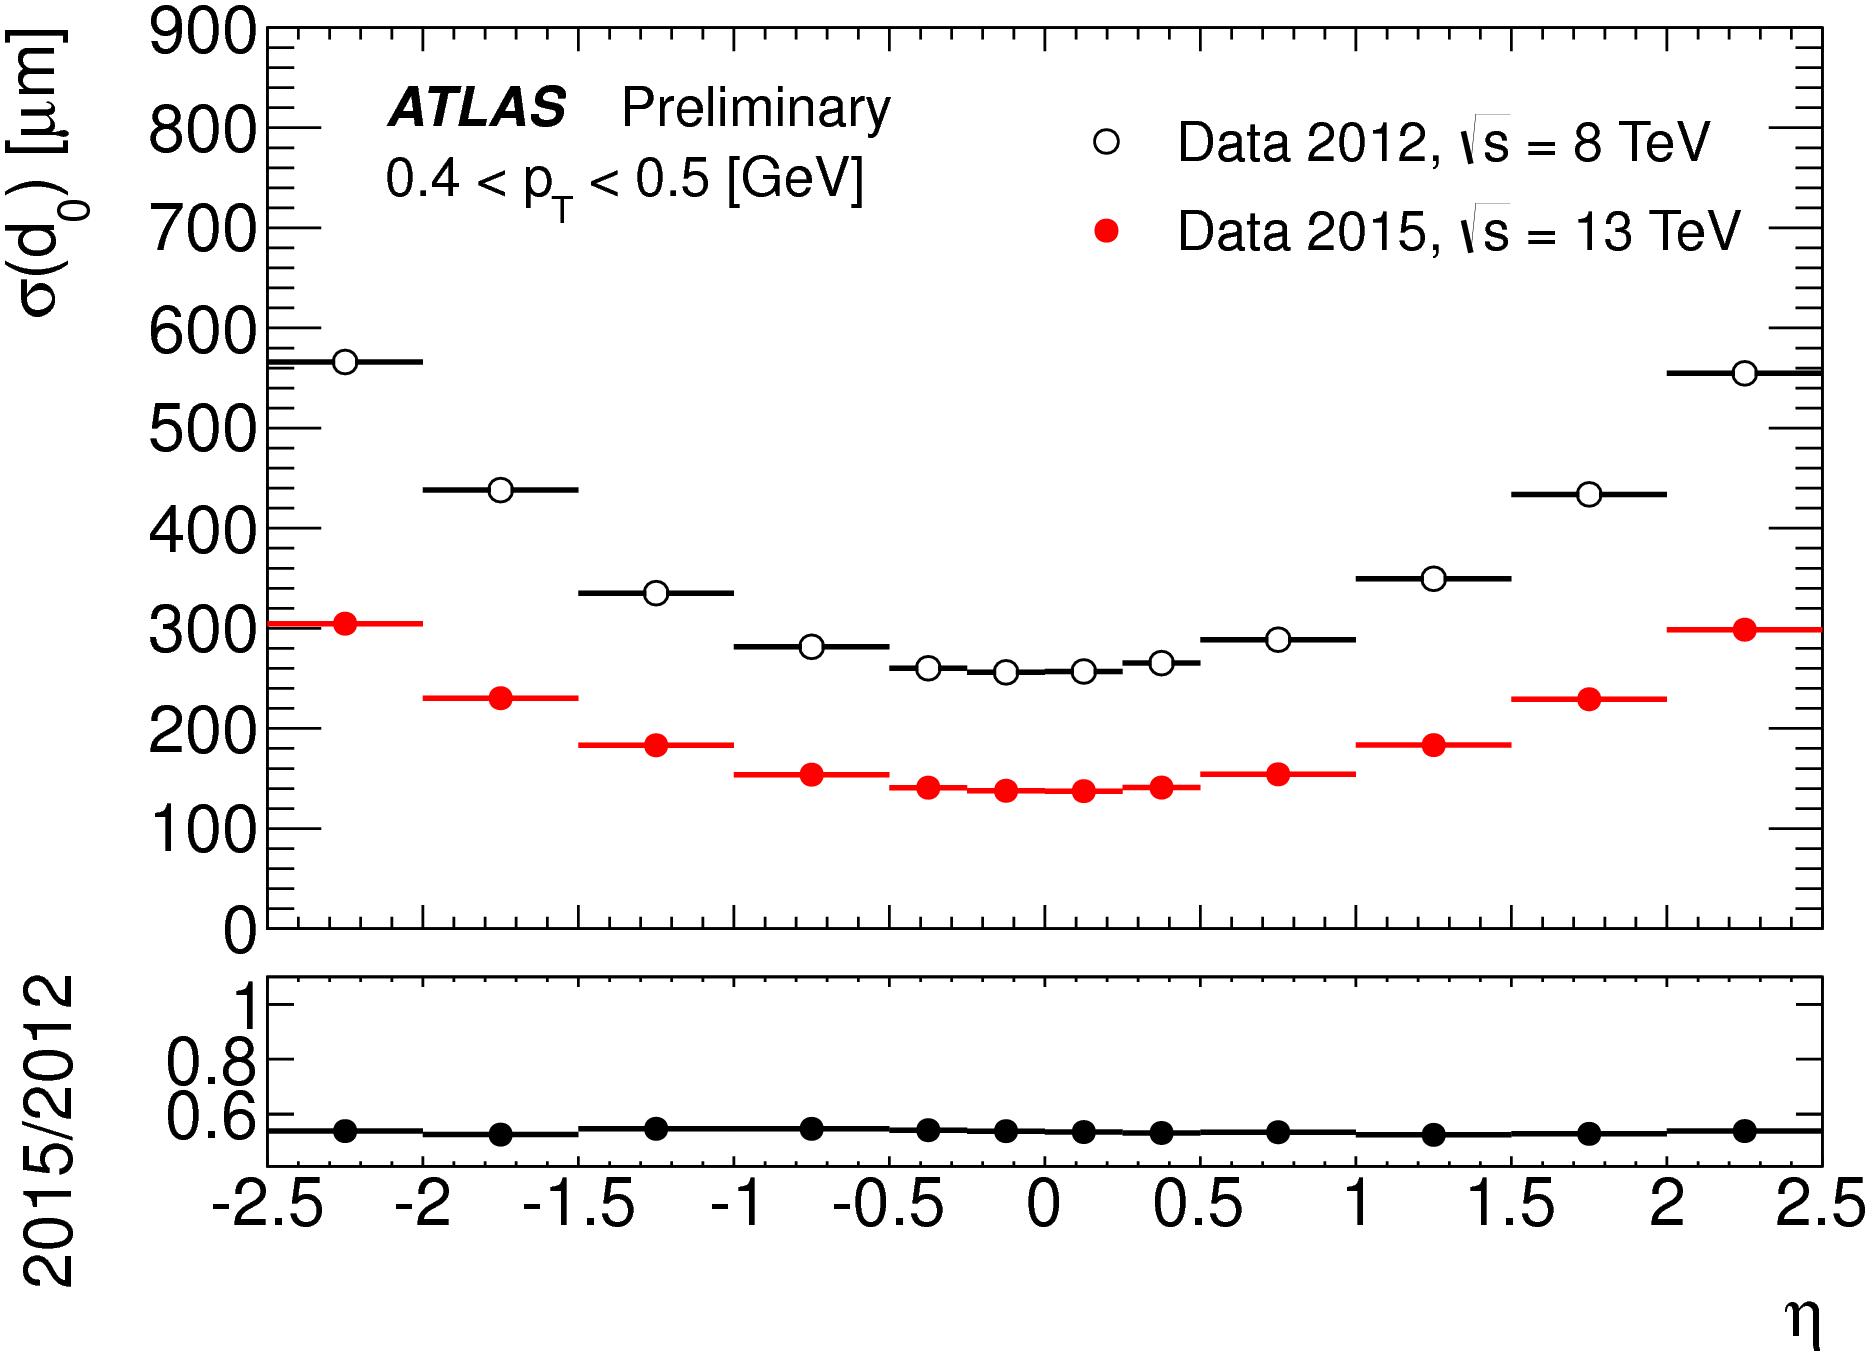 σ(d0) [μm]
900
800
700
600
500
400
300
200
100
0
ATLAS Preliminary
0.4 < pT < 0.5 [GeV]
Data 2012, √s = 8 TeV
Data 2015, √s = 13 TeV
2015/2012
1
0.8
0.6
-2.5 -2 -1.5 -1 -0.5 0 0.5 1 1.5 2 2.5
η